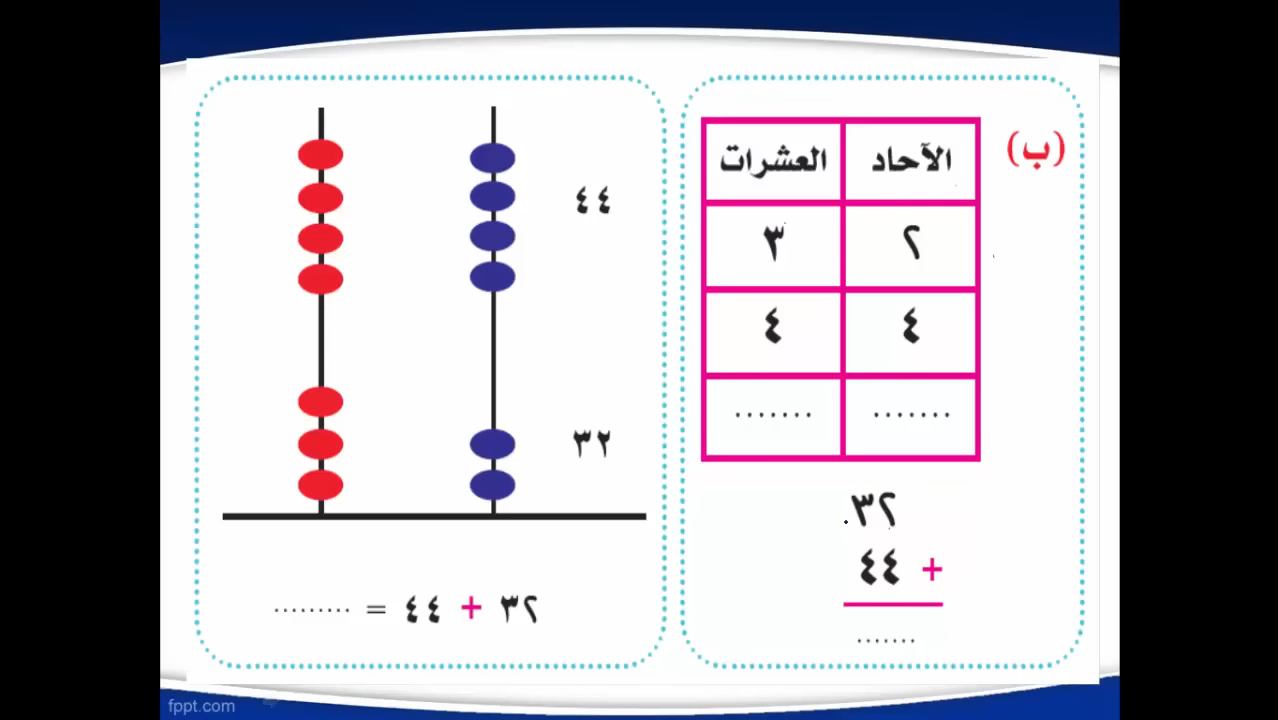 (ب)
الآحاد العشرات
٢ ٣
٤ ٤
....... .......
٣٢
+ ٤٤
.......
٤٤
٣٢
٣٢ + ٤٤ = .........
fppt.com